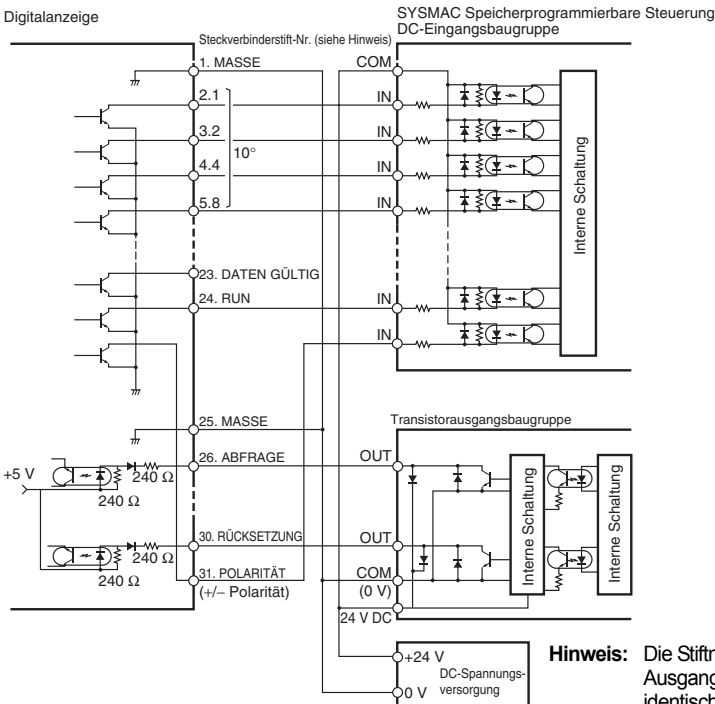 Digitalanzeige
SYSMAC Speicherprogrammierbare Steuerung
DC-Eingangsbaugruppe
Steckverbinderstift-Nr. (siehe Hinweis)
1. MASSE
COM
2.1
IN
3.2
IN
10°
4.4
IN
5.8
IN
Interne Schaltung
23. DATEN GÜLTIG
24. RUN
IN
IN
25. MASSE
Transistorausgangsbaugruppe
26. ABFRAGE
OUT
+5 V
240 Ω
240 Ω
Interne Schaltung
Interne Schaltung
30. RÜCKSETZUNG
OUT
240 Ω
240 Ω
31. POLARITÄT
(+/– Polarität)
COM
(0 V)
24 V DC
+24 V
DC-Spannungs-
versorgung
0 V
Hinweis: Die Stiftn
Ausgang
identisch